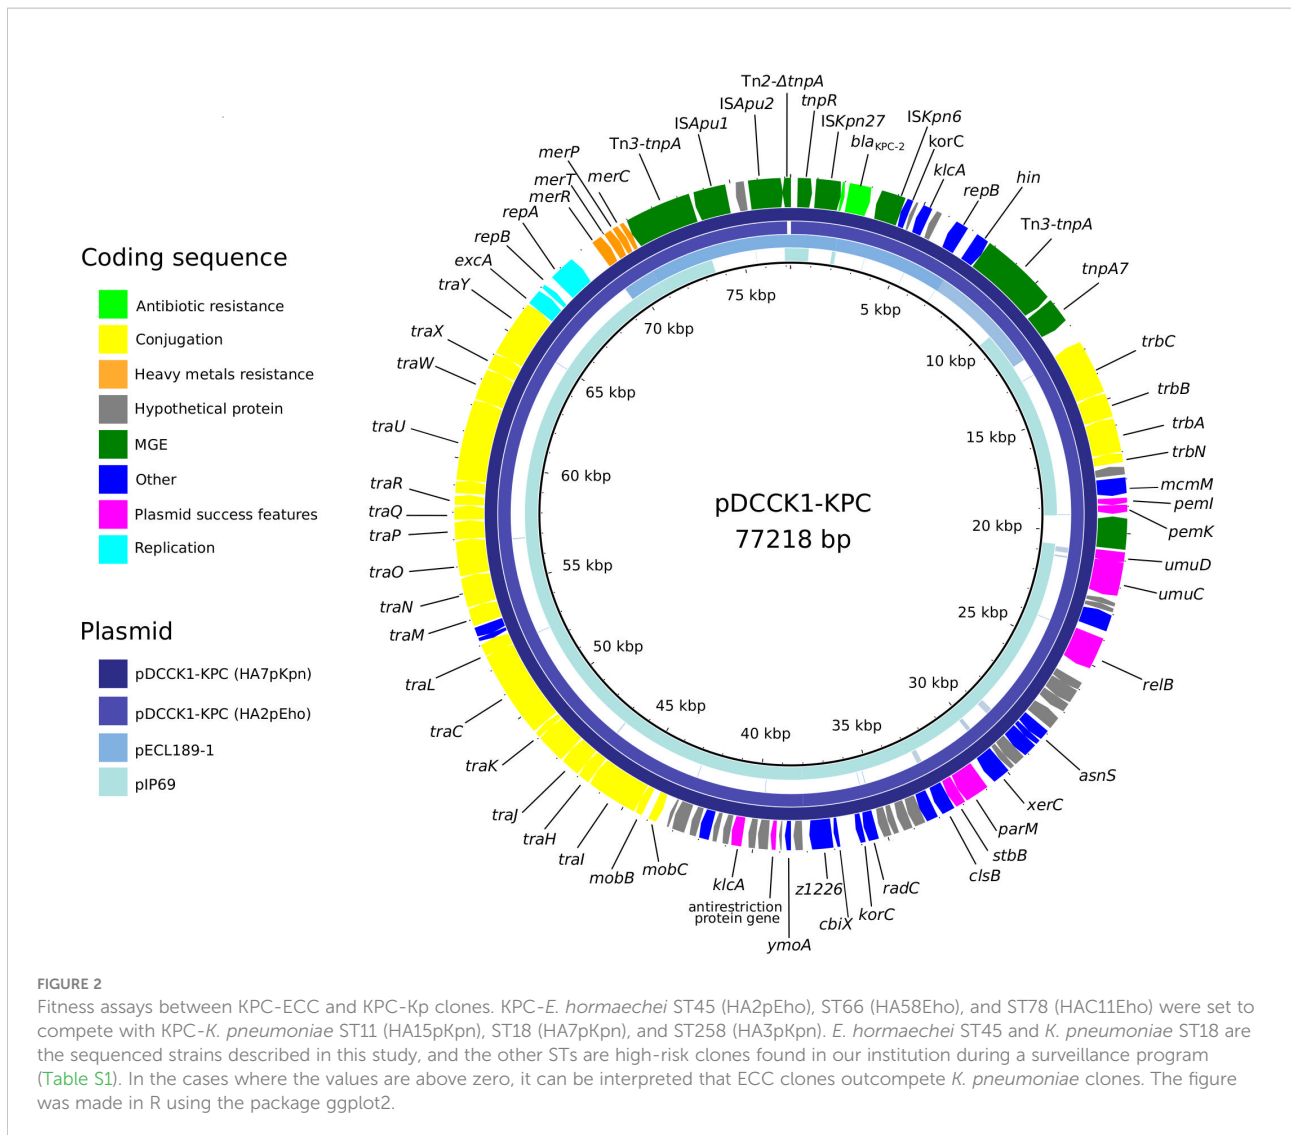 Tn2-ΔtnpA
ISApu2
tnpR
ISApu1
ISKpn27
ISKpn6
Tn3-tnpA
blaKPC-2
korC
merP
klcA
merT
merC
hin
merR
repB
repA
Tn3-tnpA
repB
excA
tnpA7
traY
traX
trbC
traW
trbB
traU
trbA
trbN
traR
mcmM
traQ
pemI
traP
pemK
traO
umuD
traN
umuC
traM
traL
relB
traC
traK
asnS
traJ
xerC
traH
parM
traI
stbB
mobB
mobC
clsB
klcA
z1226
radC
antirestriction
protein gene
cbiX
korC
ymoA
75 kbp
5 kbp
70 kbp
10 kbp
65 kbp
15 kbp
60 kbp
20 kbp
55 kbp
25 kbp
50 kbp
30 kbp
45 kbp
35 kbp
40 kbp
pDCCK1-KPC
77218 bp
Coding sequence
Antibiotic resistance
Conjugation
Heavy metals resistance
Hypothetical protein
MGE
Other
Plasmid success features
Replication
Plasmid
pDCCK1-KPC (HA7pKpn)
pDCCK1-KPC (HA2pEho)
pECL189-1
pIP69
FIGURE 2
Fitness assays between KPC-ECC and KPC-Kp clones. KPC-E. hormaechei ST45 (HA2pEho), ST66 (HA58Eho), and ST78 (HAC11Eho) were set to
compete with KPC-K. pneumoniae ST11 (HA15pKpn), ST18 (HA7pKpn), and ST258 (HA3pKpn). E. hormaechei ST45 and K. pneumoniae ST18 are
the sequenced strains described in this study, and the other STs are high-risk clones found in our institution during a surveillance program
(Table S1). In the cases where the values are above zero, it can be interpreted that ECC clones outcompete K. pneumoniae clones. The figure
was made in R using the package ggplot2.